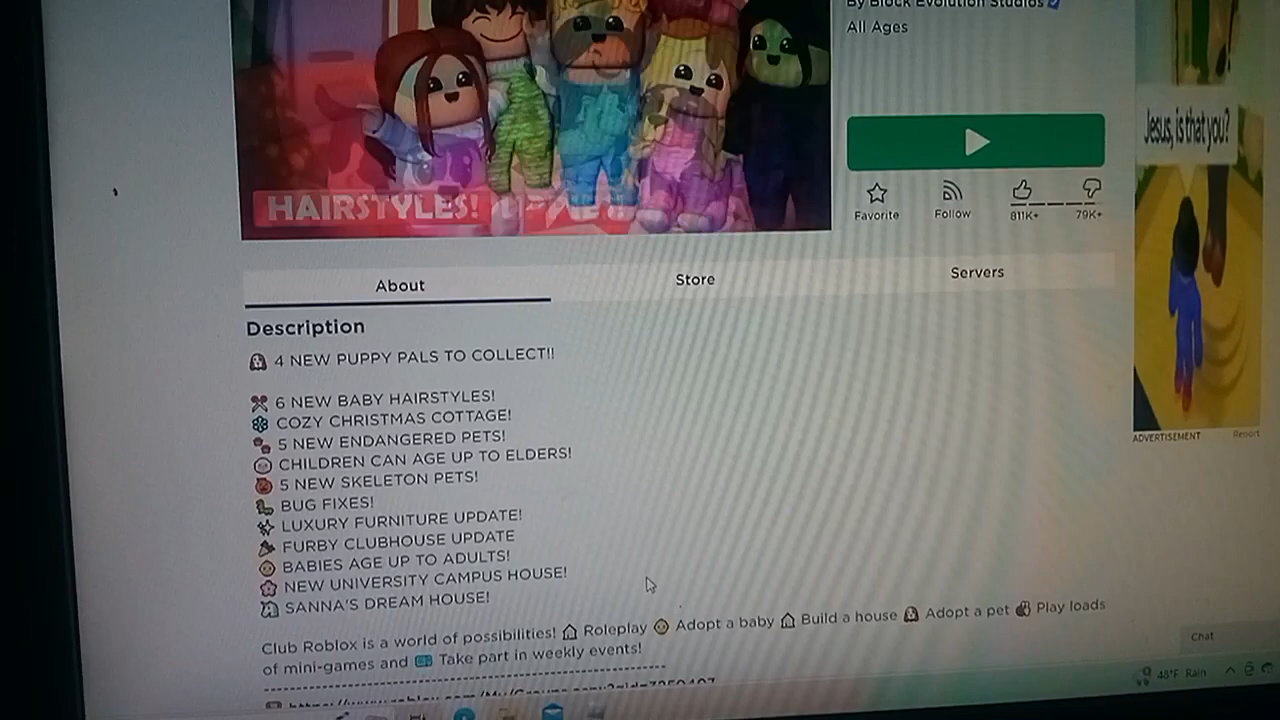 By Block Evolution Studios
All Ages
Jesus, is that you?
HAIRSTYLES!
Favorite
Follow
811K+
79K+
About
Store
Servers
ADVERTISEMENT
Report
Description
4 NEW PUPPY PALS TO COLLECT!!
6 NEW BABY HAIRSTYLES!
COZY CHRISTMAS COTTAGE!
5 NEW ENDANGERED PETS!
CHILDREN CAN AGE UP TO ELDERS!
5 NEW SKELETON PETS!
BUG FIXES!
LUXURY FURNITURE UPDATE!
FURBY CLUBHOUSE UPDATE
BABIES AGE UP TO ADULTS!
NEW UNIVERSITY CAMPUS HOUSE!
SANNA'S DREAM HOUSE!
Club Roblox is a world of possibilities! Roleplay Adopt a baby Build a house Adopt a pet Play loads
of mini-games and Take part in weekly events!
Chat
48°F Rain